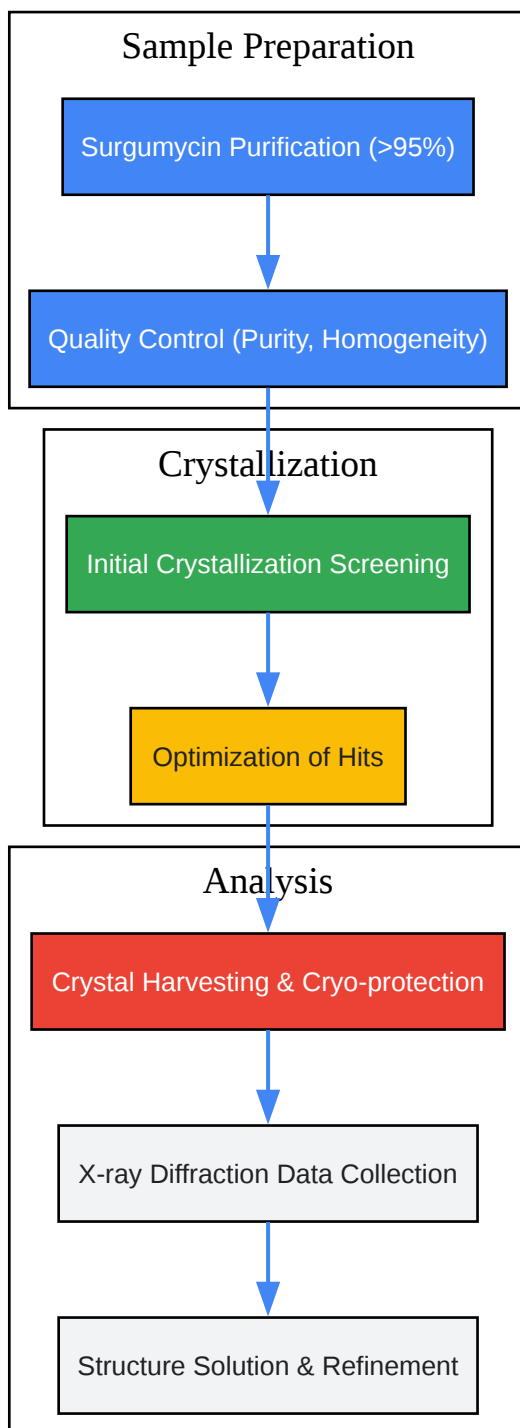 Sample Preparation
Surgumycin Purification (>95%)
Quality Control (Purity, Homogeneity)
Crystallization
Initial Crystallization Screening
Optimization of Hits
Analysis
Crystal Harvesting & Cryo-protection
X-ray Diffraction Data Collection
Structure Solution & Refinement